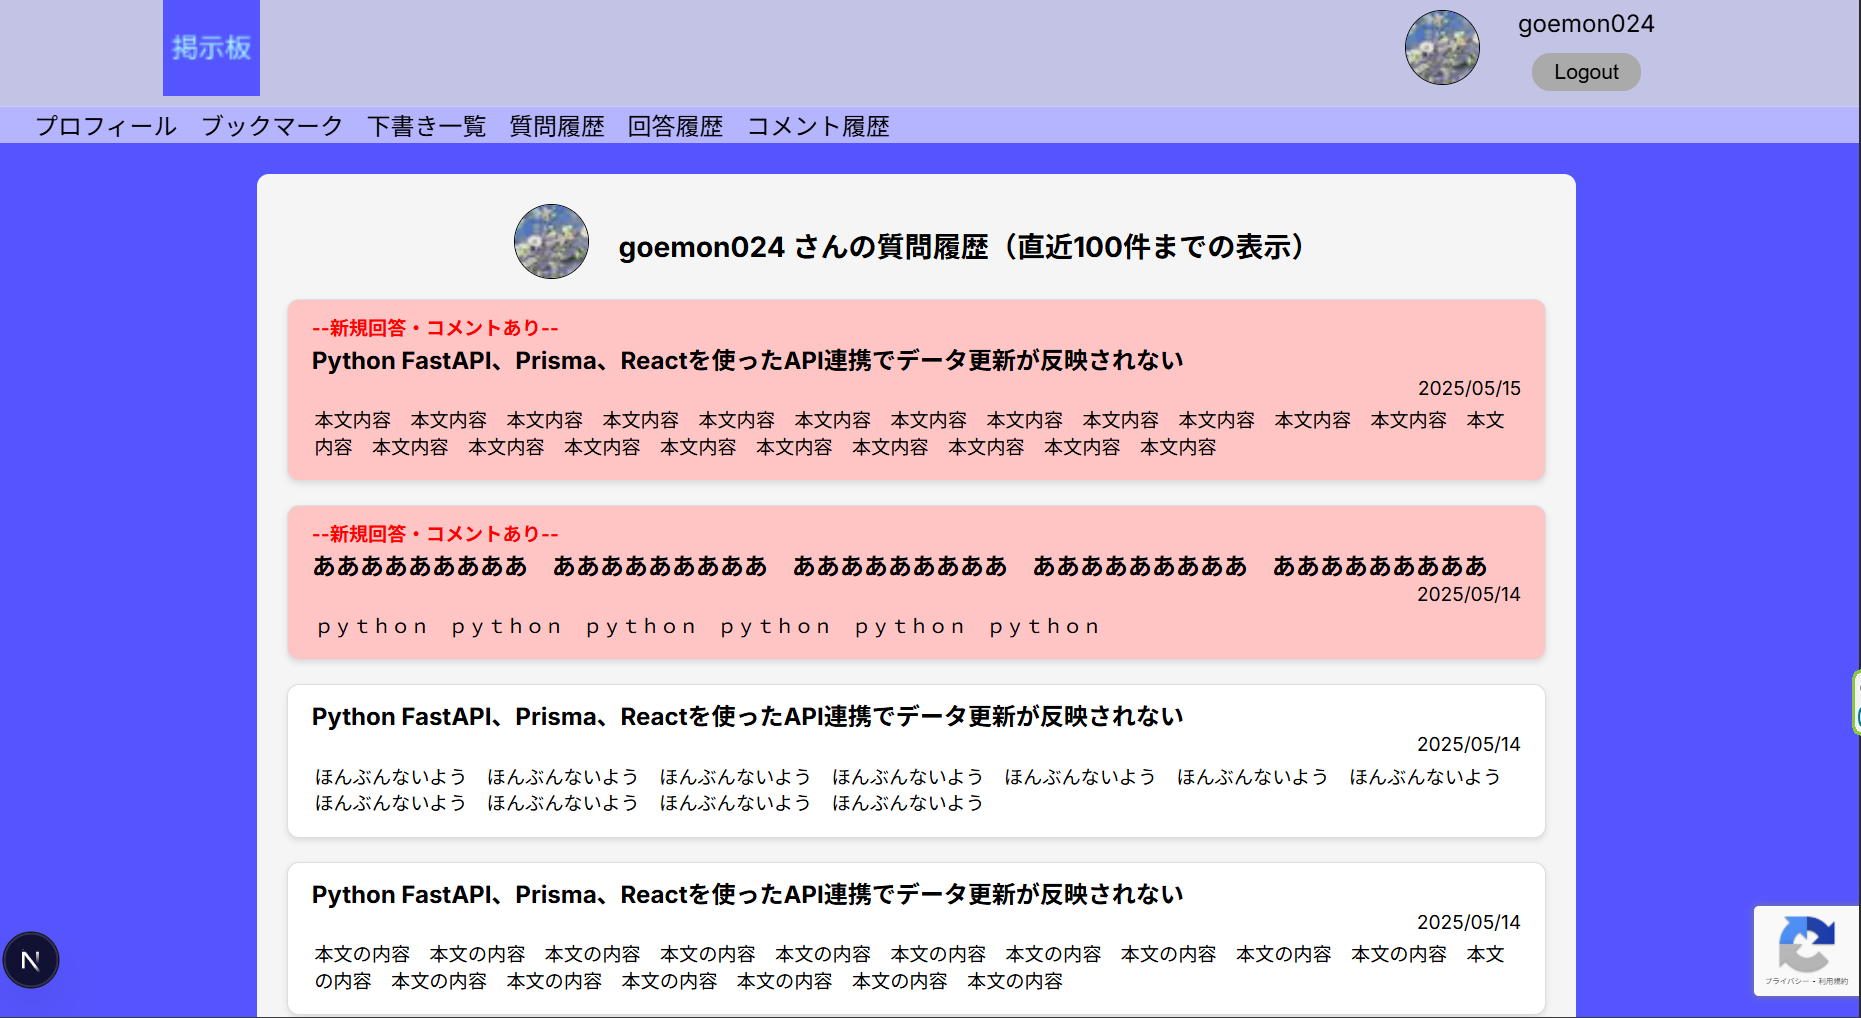 掲示板
goemon024
Logout
プロフィール ブックマーク 下書き一覧 質問履歴 回答履歴 コメント履歴
goemon024 さんの質問履歴（直近100件までの表示）
--新規回答・コメントあり--
Python FastAPI、Prisma、Reactを使ったAPI連携でデータ更新が反映されない
2025/05/15
本文内容　本文内容　本文内容　本文内容　本文内容　本文内容　本文内容　本文内容　本文内容　本文内容　本文内容　本文内容　本文
内容　本文内容　本文内容　本文内容　本文内容　本文内容　本文内容　本文内容　本文内容　本文内容
--新規回答・コメントあり--
あああああああああ　あああああああああ　あああああああああ　あああああああああ　あああああああああ
2025/05/14
ｐｙｔｈｏｎ　ｐｙｔｈｏｎ　ｐｙｔｈｏｎ　ｐｙｔｈｏｎ　ｐｙｔｈｏｎ　ｐｙｔｈｏｎ
Python FastAPI、Prisma、Reactを使ったAPI連携でデータ更新が反映されない
2025/05/14
ほんぶんないよう　ほんぶんないよう　ほんぶんないよう　ほんぶんないよう　ほんぶんないよう　ほんぶんないよう　ほんぶんないよう
ほんぶんないよう　ほんぶんないよう　ほんぶんないよう　ほんぶんないよう
Python FastAPI、Prisma、Reactを使ったAPI連携でデータ更新が反映されない
2025/05/14
本文の内容　本文の内容　本文の内容　本文の内容　本文の内容　本文の内容　本文の内容　本文の内容　本文の内容　本文の内容　本文
の内容　本文の内容　本文の内容　本文の内容　本文の内容　本文の内容　本文の内容
N
プライバシー・利用規約